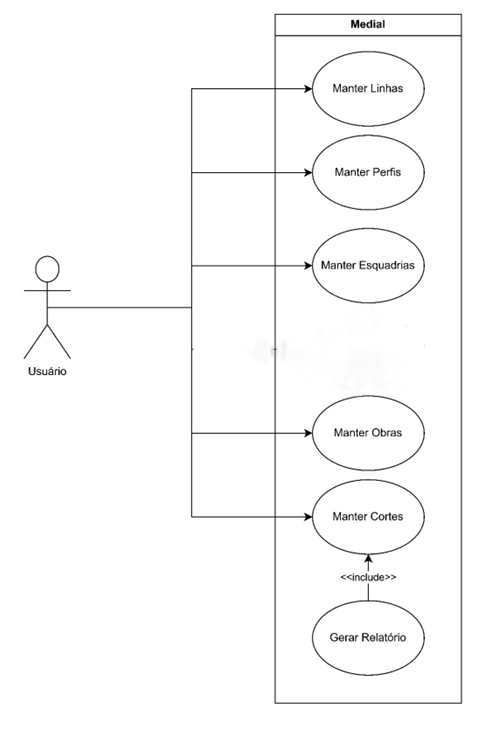 Medial
Manter Linhas
Manter Perfis
Manter Esquadrias
Usuário
Manter Obras
Manter Cortes
<<include>>
Gerar Relatório